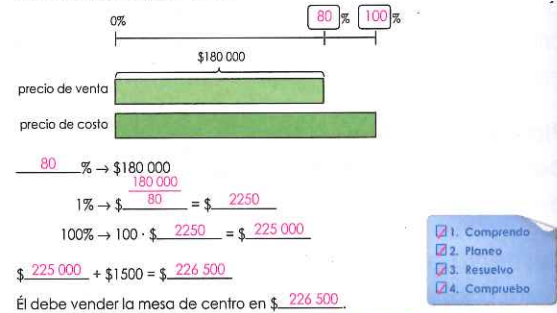 0% 80 % 100 %
$180 000
precio de venta
precio de costo
80 % → $180 000
1% → $ 180 000 / 80 = $ 2250
100% → 100 · $ 2250 = $ 225 000
$ 225 000 + $1500 = $ 226 500
Él debe vender la mesa de centro en $ 226 500.
1. Comprendo
2. Planeo
3. Resuelvo
4. Compruebo